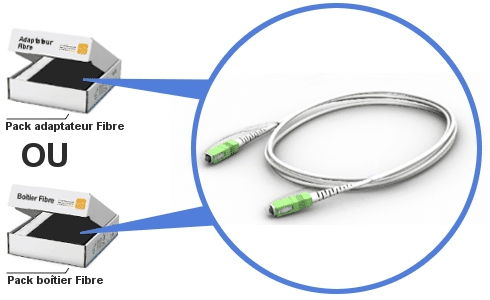 Adaptateur
Fibre
Pack adaptateur Fibre
OU
Boîtier Fibre
Pack boîtier Fibre